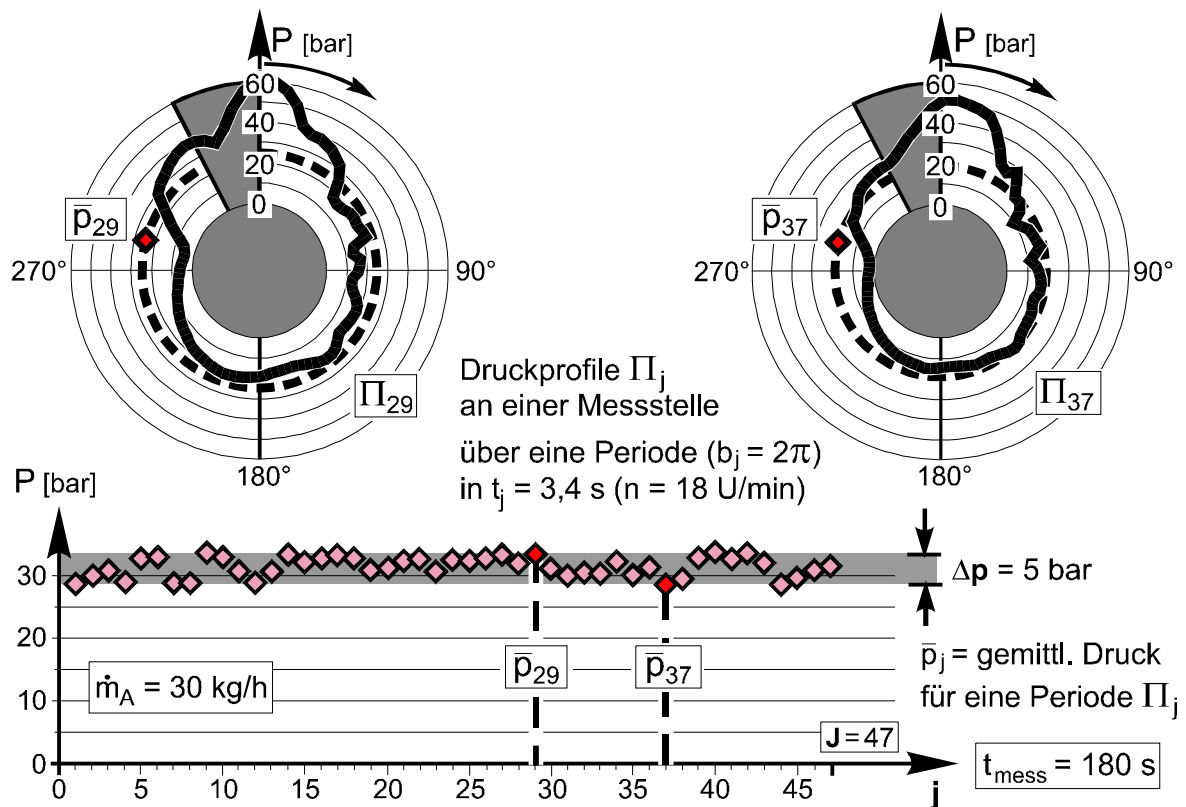 P [bar]
60
40
20
0
p̅₂₉
270°
90°
Π₂₉
180°
P [bar]
60
40
20
0
p̅₃₇
270°
90°
Π₃₇
180°
Druckprofile Πⱼ
an einer Messstelle
über eine Periode (bⱼ = 2π)
in tⱼ = 3,4 s (n = 18 U/min)
P [bar]
30
20
10
0
ṁ_A = 30 kg/h
p̅₂₉
p̅₃₇
J = 47
0 5 10 15 20 25 30 35 40 45 j
Δp = 5 bar
p̅ⱼ = gemittl. Druck
für eine Periode Πⱼ
t_mess = 180 s